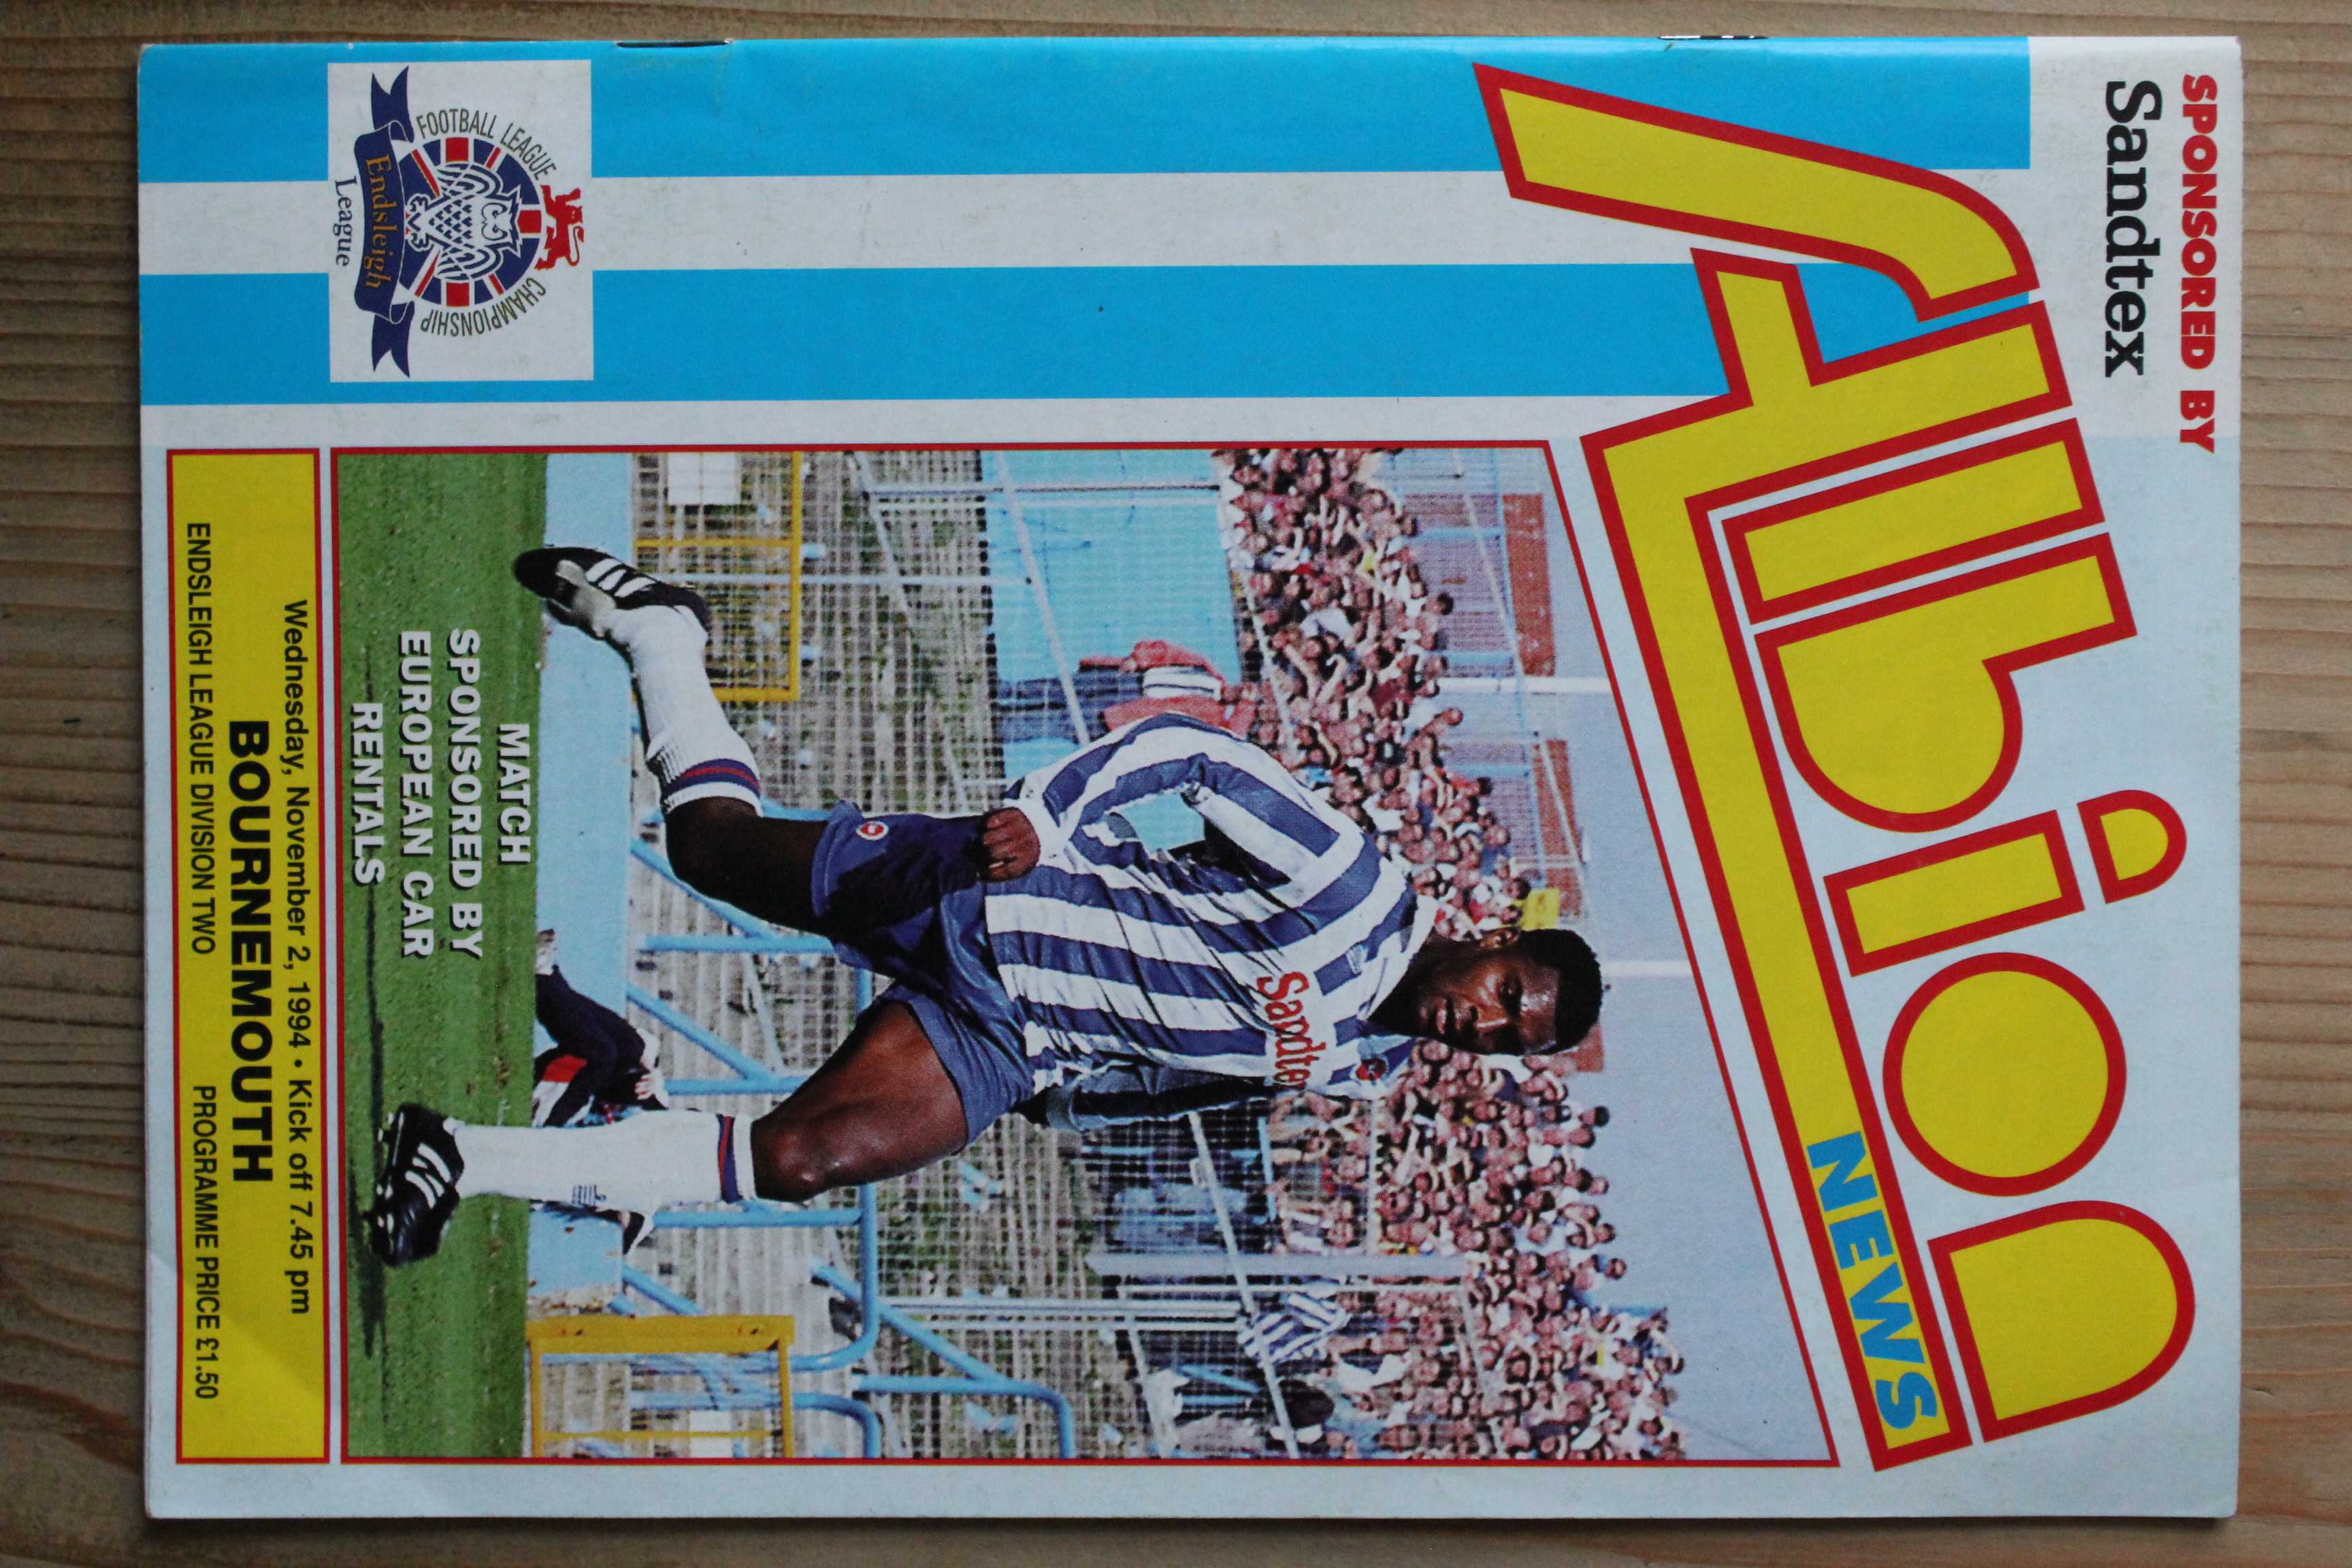 SPONSORED BY
Sandtex
Albion
NEWS
Sandtex
MATCH
SPONSORED BY
EUROPEAN CAR
RENTALS
FOOTBALL LEAGUE CHAMPIONSHIP
Endsleigh
League
Wednesday, November 2, 1994 • Kick off 7.45 pm
BOURNEMOUTH
ENDSLEIGH LEAGUE DIVISION TWO PROGRAMME PRICE £1.50